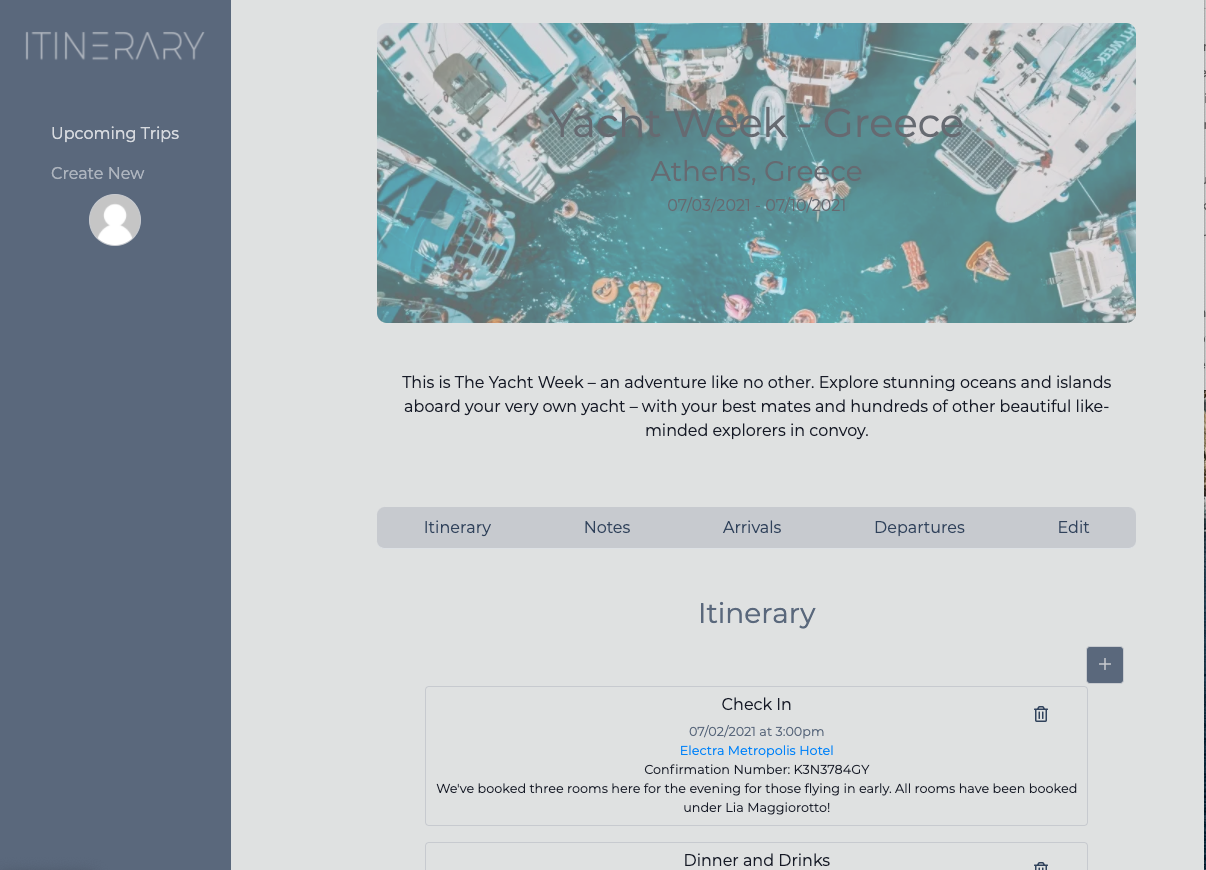 ITINERARY
Upcoming Trips
Create New
Yacht Week - Greece
Athens, Greece
07/03/2021 - 07/10/2021
This is The Yacht Week – an adventure like no other. Explore stunning oceans and islands
aboard your very own yacht – with your best mates and hundreds of other beautiful like-
minded explorers in convoy.
Itinerary Notes Arrivals Departures Edit
Itinerary
+
Check In
07/02/2021 at 3:00pm
Electra Metropolis Hotel
Confirmation Number: K3N3784GY
We've booked three rooms here for the evening for those flying in early. All rooms have been booked
under Lia Maggiorotto!
Dinner and Drinks